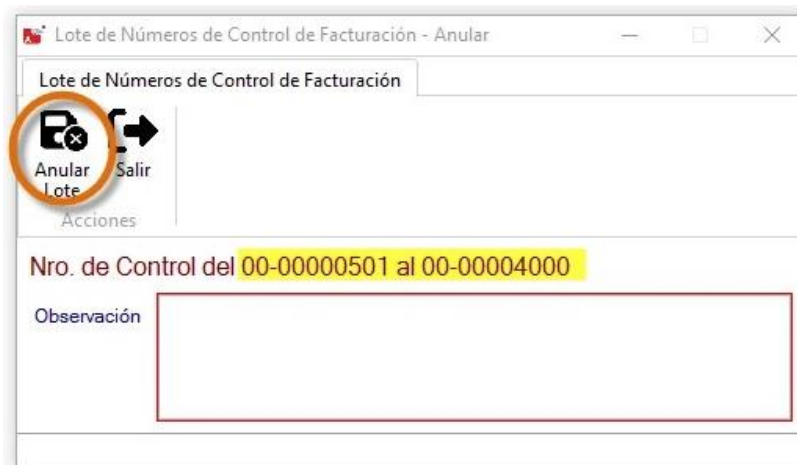 Lote de Números de Control de Facturación - Anular
Lote de Números de Control de Facturación
Anular Lote
Salir
Acciones
Nro. de Control del 00-00000501 al 00-00004000
Observación